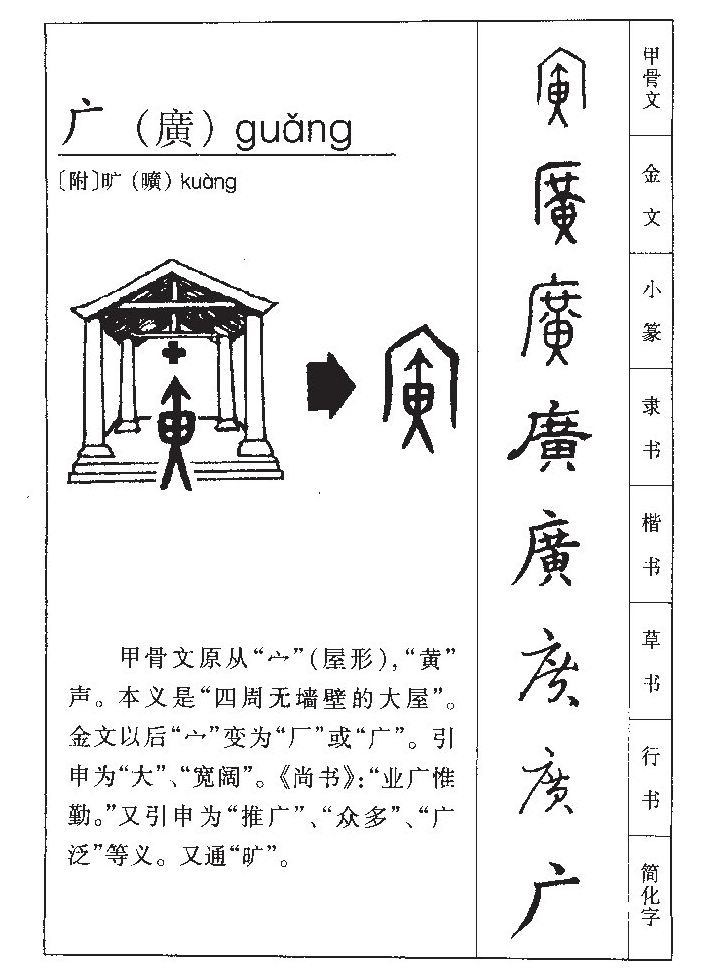 广（廣）guǎng
〔附〕旷（曠）kuàng
甲骨文原从“宀”（屋形），“黄”
声。本义是“四周无墙壁的大屋”。
金文以后“宀”变为“厂”或“广”。引
申为“大”、“宽阔”。《尚书》：“业广惟
勤。”又引申为“推广”、“众多”、“广
泛”等义。又通“旷”。
甲骨文
廣
金文
廣
小篆
廣
隶书
廣
楷书
廣
草书
廣
行书
广
简化字